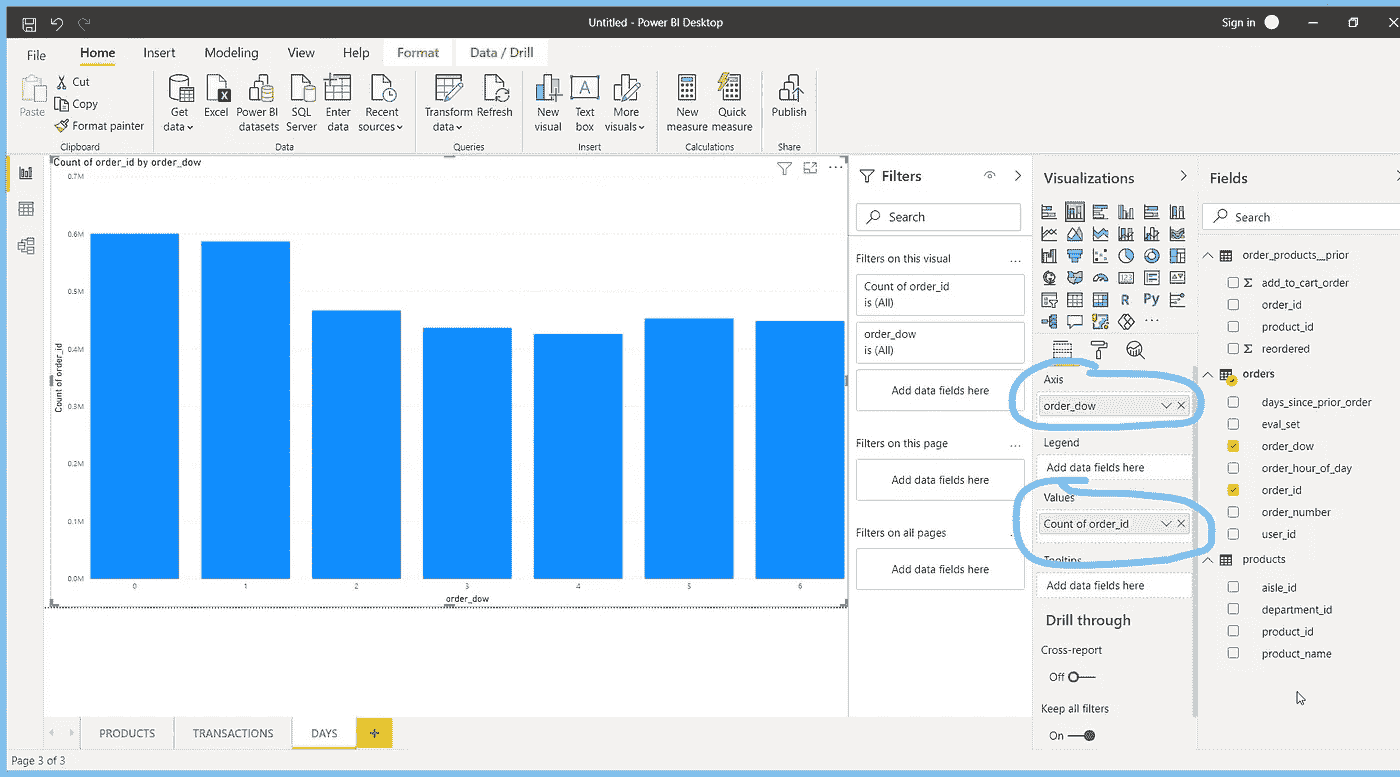 Untitled - Power BI Desktop
Sign in
File Home Insert Modeling View Help Format Data / Drill
Paste
Cut
Copy
Format painter
Clipboard
Get data
Excel
Power BI datasets
SQL Server
Enter data
Recent sources
Data
Transform data
Refresh
Queries
New visual
A
Text box
More visuals
Insert
New measure
Quick measure
Calculations
Publish
Share
Count of order_id by order_dow
0.7M
0.6M
0.5M
0.4M
0.3M
0.2M
0.1M
0.0M
Count of order_id
0 1 2 3 4 5 6
order_dow
Filters
Search
Filters on this visual
Count of order_id
is (All)
order_dow
is (All)
Add data fields here
Filters on this page
Add data fields here
Filters on all pages
Add data fields here
Visualizations
123
R
Py
Axis
order_dow
Legend
Add data fields here
Values
Count of order_id
Tooltips
Add data fields here
Drill through
Cross-report
Off
Keep all filters
On
Fields
Search
order_products__prior
Σ add_to_cart_order
order_id
product_id
Σ reordered
orders
days_since_prior_order
eval_set
order_dow
order_hour_of_day
order_id
order_number
user_id
products
aisle_id
department_id
product_id
product_name
PRODUCTS
TRANSACTIONS
DAYS
+
Page 3 of 3